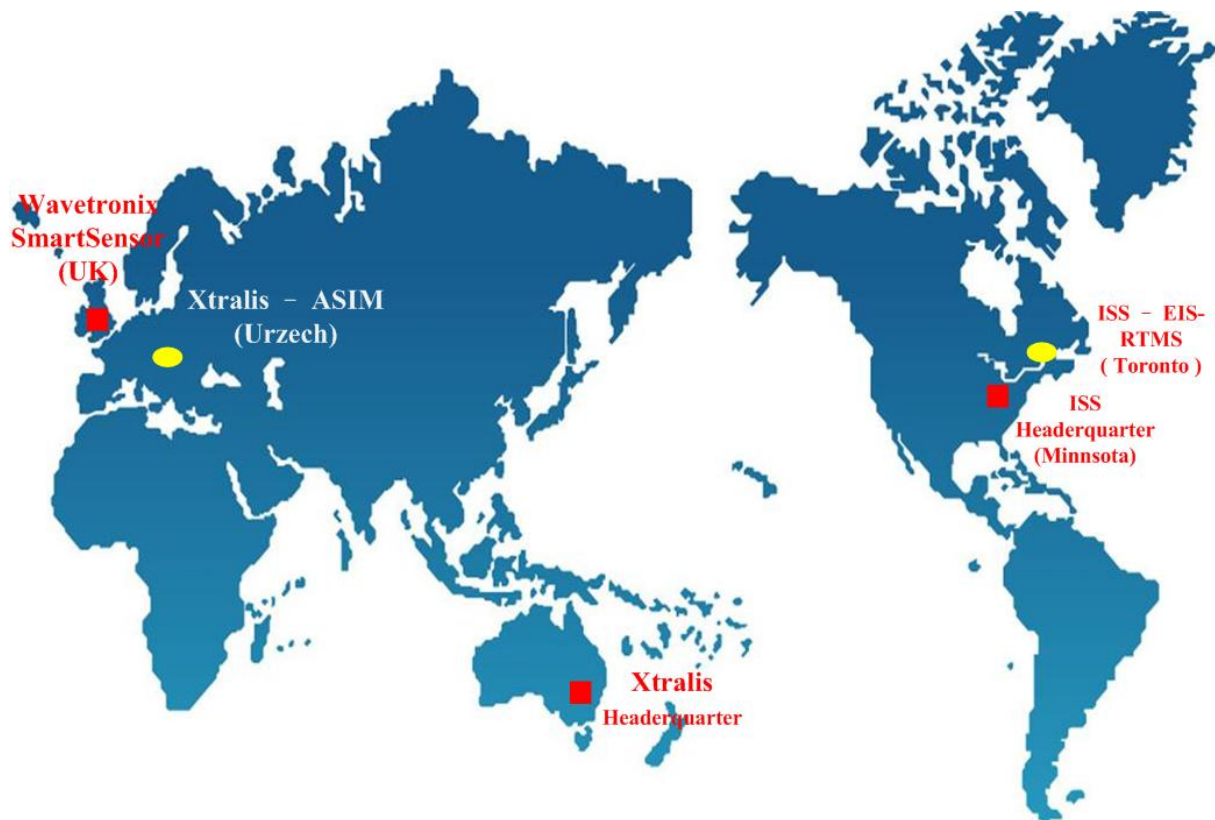 Wavetronix
SmartSensor
(UK)
Xtralis – ASIM
(Urzech)
ISS – EIS-
RTMS
( Toronto )
ISS
Headerquarter
(Minnsota)
Xtralis
Headerquarter